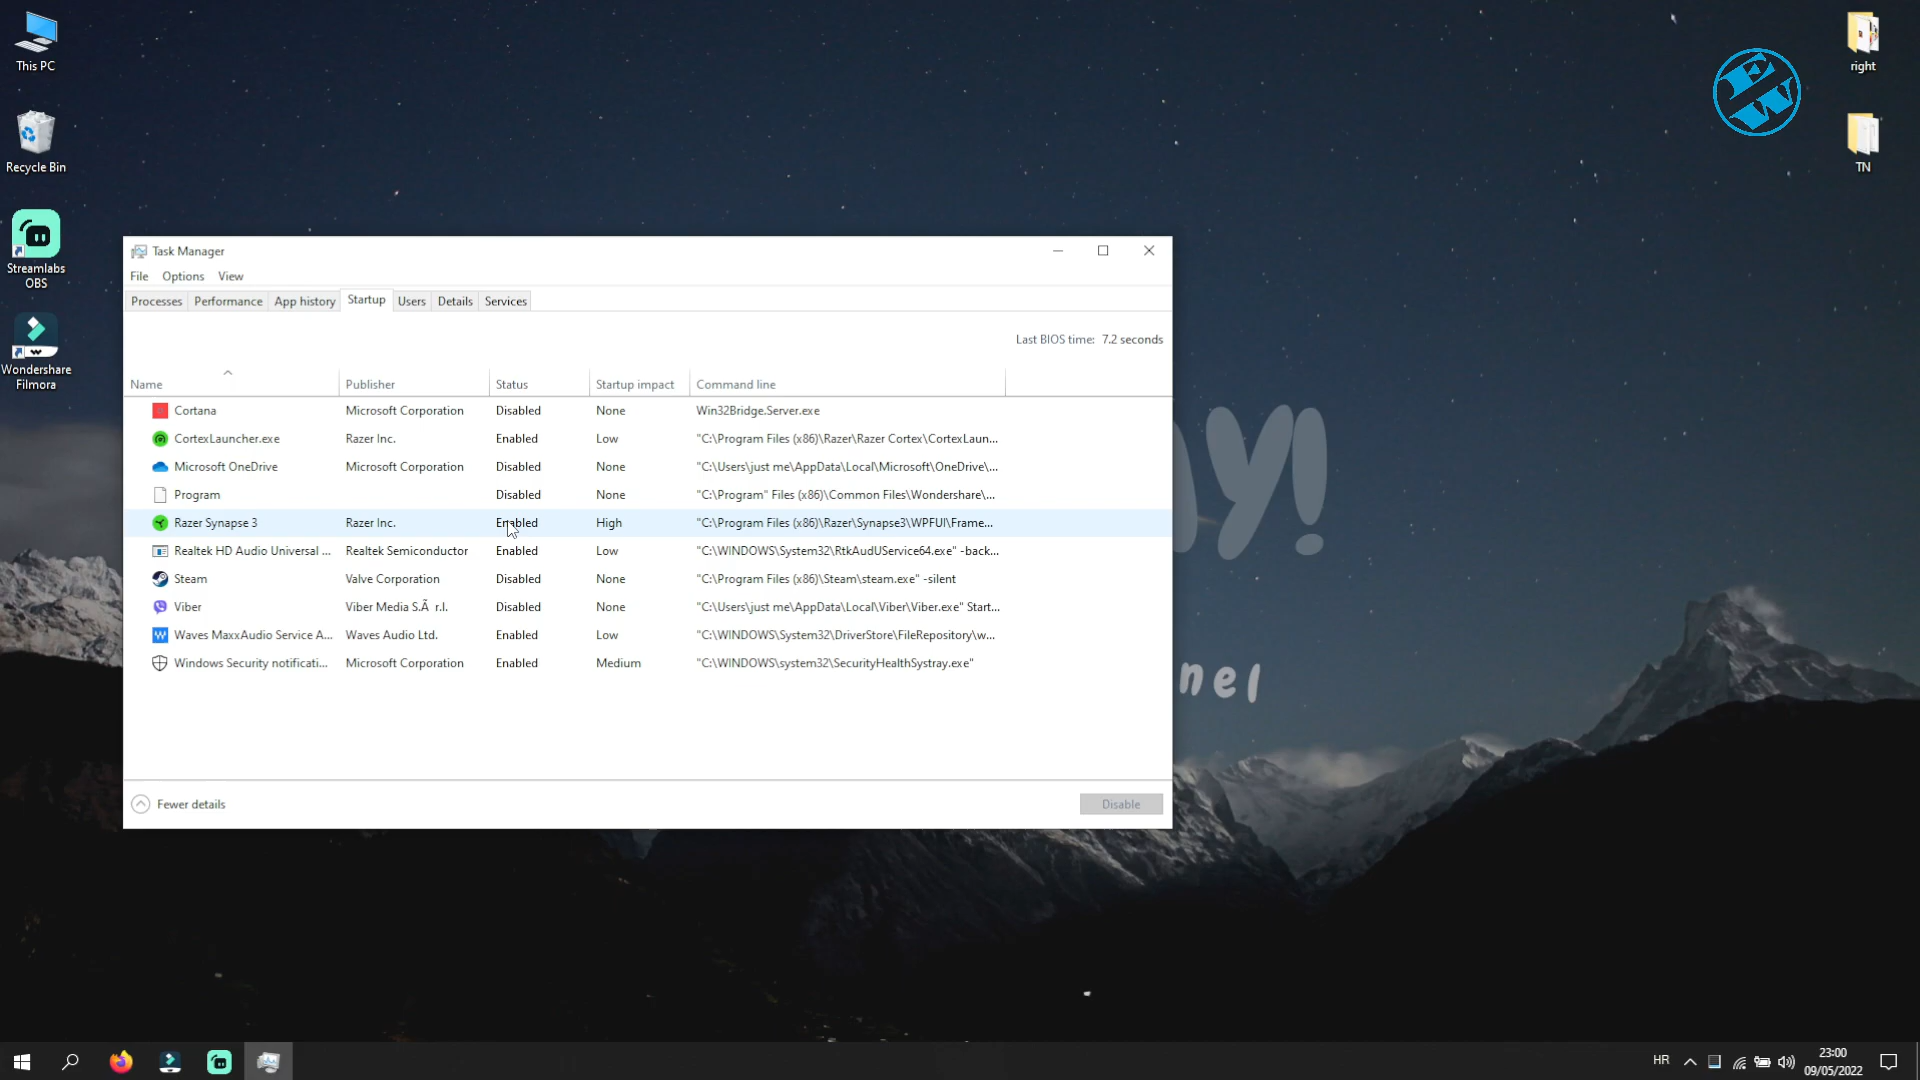 This PC
Recycle Bin
Streamlabs
OBS
Wondershare
Filmora
right
TN
Task Manager
File Options View
Processes Performance App history Startup Users Details Services
Last BIOS time: 7.2 seconds
Name Publisher Status Startup impact Command line
Cortana Microsoft Corporation Disabled None Win32Bridge.Server.exe
CortexLauncher.exe Razer Inc. Enabled Low "C:\Program Files (x86)\Razer\Razer Cortex\CortexLaun...
Microsoft OneDrive Microsoft Corporation Disabled None "C:\Users\just me\AppData\Local\Microsoft\OneDrive\...
Program Disabled None "C:\Program" Files (x86)\Common Files\Wondershare\...
Razer Synapse 3 Razer Inc. Enabled High "C:\Program Files (x86)\Razer\Synapse3\WPFUI\Frame...
Realtek HD Audio Universal ... Realtek Semiconductor Enabled Low "C:\WINDOWS\System32\RtkAudUService64.exe" -back...
Steam Valve Corporation Disabled None "C:\Program Files (x86)\Steam\steam.exe" -silent
Viber Viber Media S.Ã r.l. Disabled None "C:\Users\just me\AppData\Local\Viber\Viber.exe" Start...
Waves MaxxAudio Service A... Waves Audio Ltd. Enabled Low "C:\WINDOWS\System32\DriverStore\FileRepository\w...
Windows Security notificati... Microsoft Corporation Enabled Medium "C:\WINDOWS\system32\SecurityHealthSystray.exe"
Y!
nel
Fewer details Disable
HR 23:00
09/05/2022